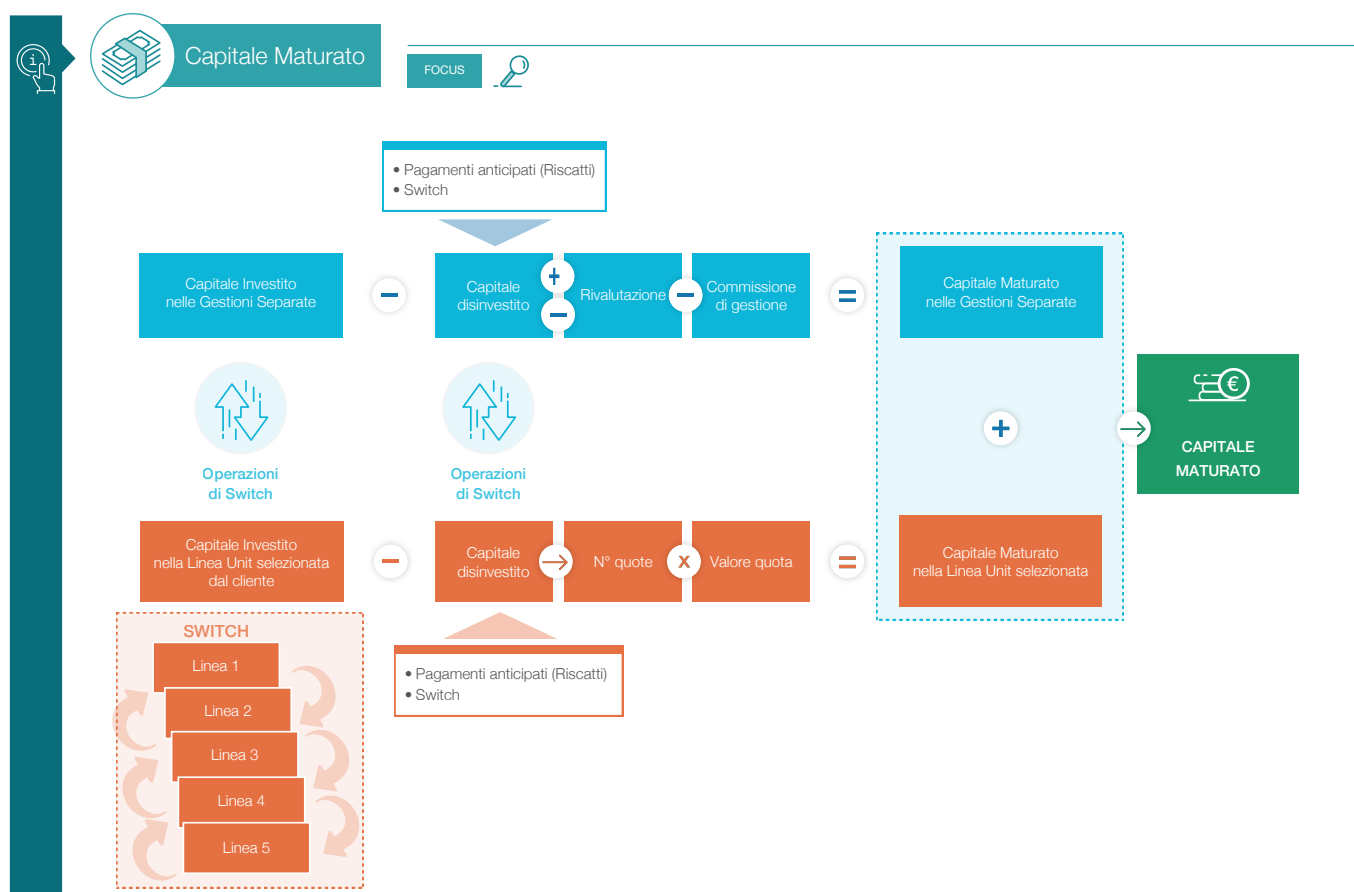 Capitale Maturato
FOCUS
• Pagamenti anticipati (Riscatti)
• Switch
Capitale Investito
nelle Gestioni Separate
−
Capitale
disinvestito
+
−
Rivalutazione
−
Commissione
di gestione
=
Capitale Maturato
nelle Gestioni Separate
Operazioni
di Switch
Operazioni
di Switch
+
→
€
CAPITALE
MATURATO
Capitale Investito
nella Linea Unit selezionata
dal cliente
−
Capitale
disinvestito
→
N° quote
x
Valore quota
=
Capitale Maturato
nella Linea Unit selezionata
SWITCH
Linea 1
Linea 2
Linea 3
Linea 4
Linea 5
• Pagamenti anticipati (Riscatti)
• Switch